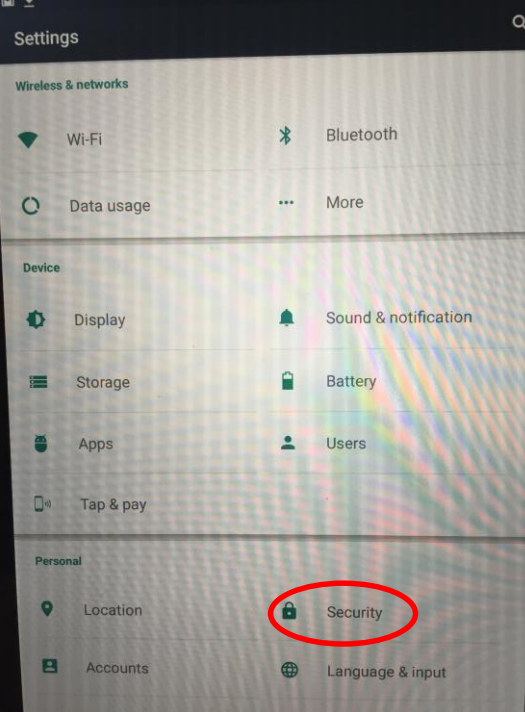 Settings
Wireless & networks
Wi-Fi
Bluetooth
Data usage
More
Device
Display
Sound & notification
Storage
Battery
Apps
Users
Tap & pay
Personal
Location
Security
Accounts
Language & input